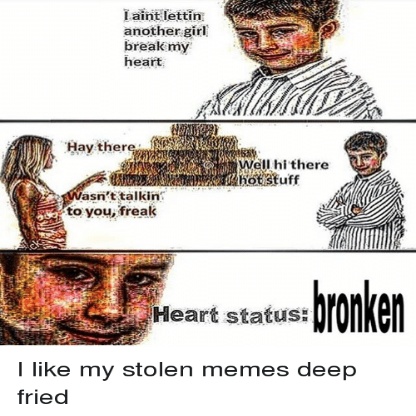 I aint lettin
another girl
break my
heart
Hay there
Well hi there
hot stuff
Wasn't talkin
to you, freak
Heart status: bronken
I like my stolen memes deep
fried